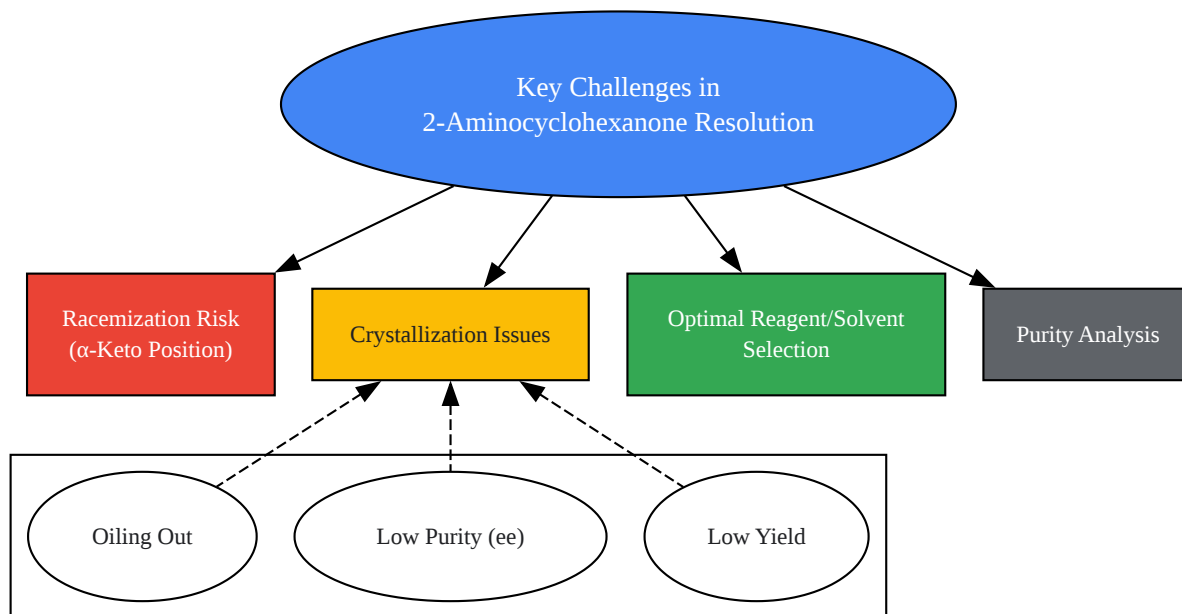 Key Challenges in
2-Aminocyclohexanone Resolution
Racemization Risk
(α-Keto Position)
Crystallization Issues
Optimal Reagent/Solvent
Selection
Purity Analysis
Oiling Out
Low Purity (ee)
Low Yield